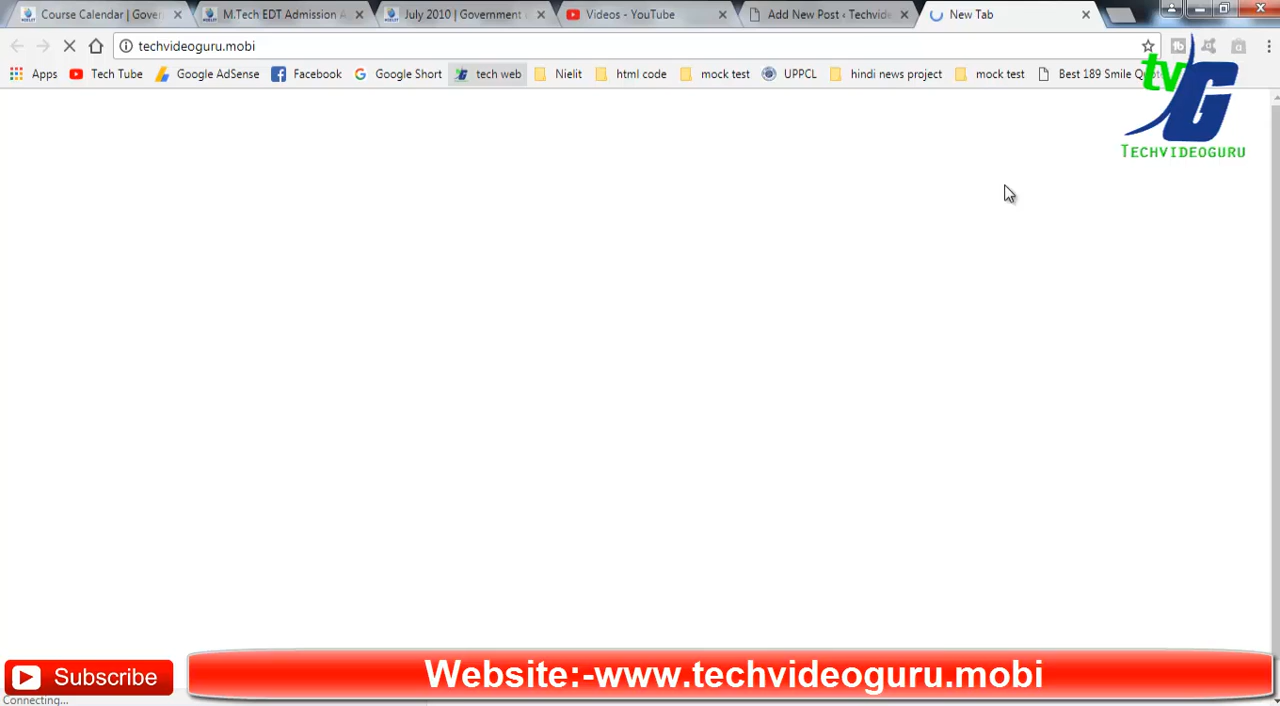 Course Calendar | Gover
M.Tech EDT Admission A
July 2010 | Government
Videos - YouTube
Add New Post ‹ Techvide
New Tab
techvideoguru.mobi
Apps
Tech Tube
Google AdSense
Facebook
Google Short
tech web
Nielit
html code
mock test
UPPCL
hindi news project
mock test
Best 189 Smile Quot
tvG
TECHVIDEOGURU
Subscribe
Website:-www.techvideoguru.mobi
Connecting...